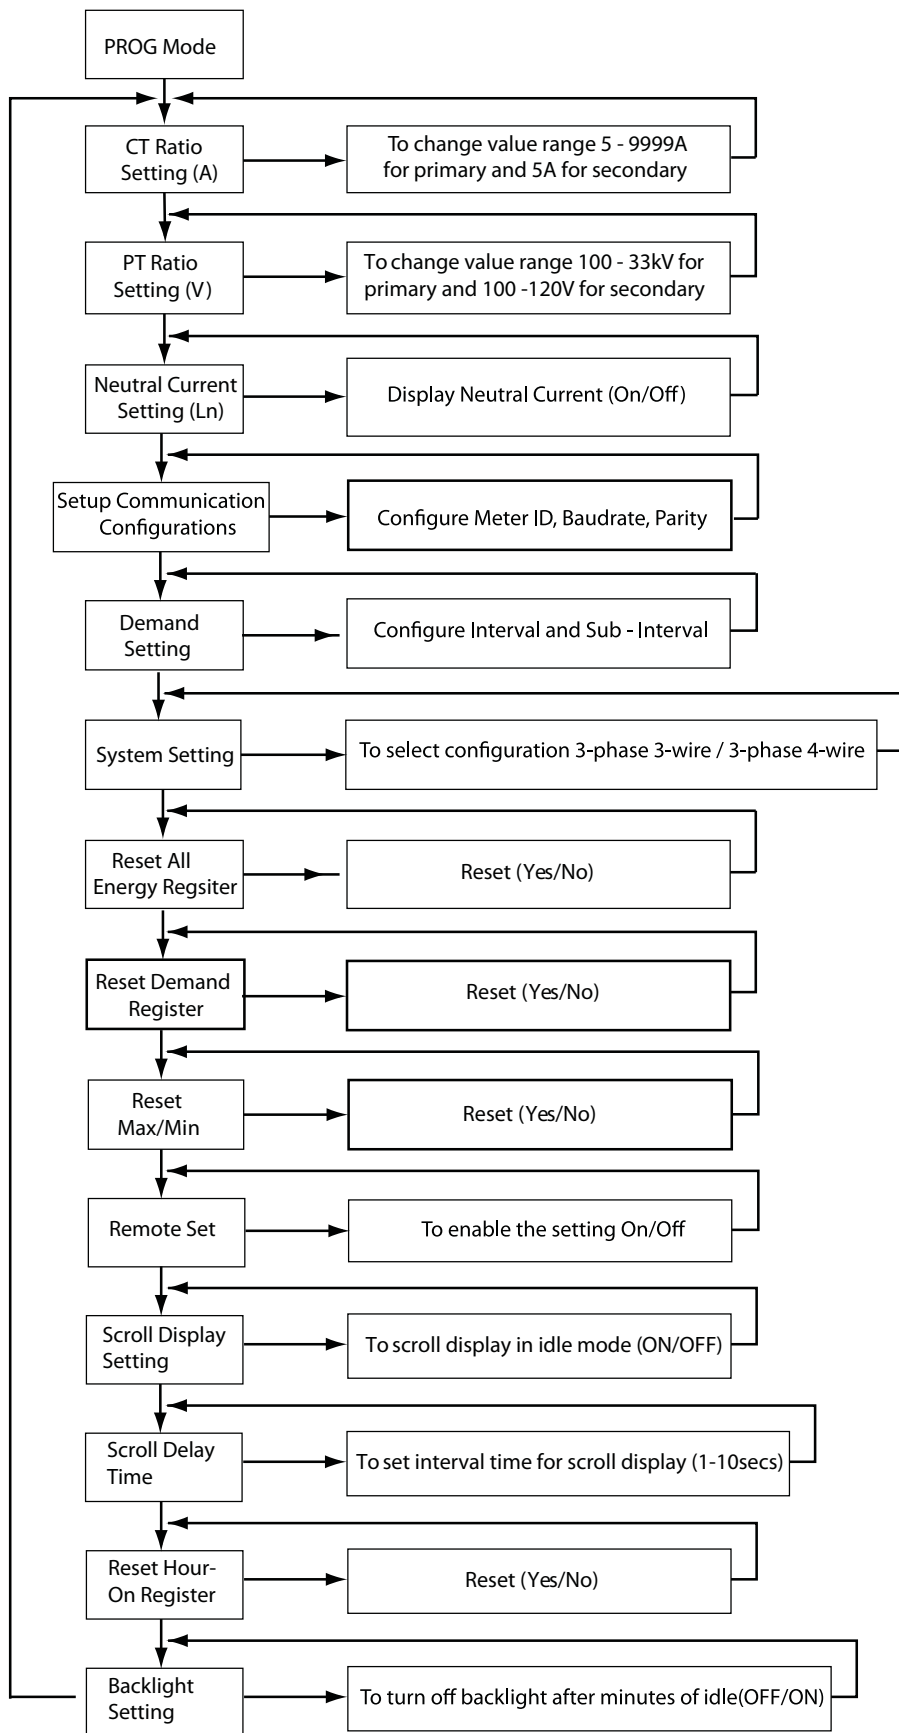 PROG Mode
CT Ratio
Setting (A)
To change value range 5 - 9999A
for primary and 5A for secondary
PT Ratio
Setting (V)
To change value range 100 - 33kV for
primary and 100 -120V for secondary
Neutral Current
Setting (Ln)
Display Neutral Current (On/Off)
Setup Communication
Configurations
Configure Meter ID, Baudrate, Parity
Demand
Setting
Configure Interval and Sub - Interval
System Setting
To select configuration 3-phase 3-wire / 3-phase 4-wire
Reset All
Energy Regsiter
Reset (Yes/No)
Reset Demand
Register
Reset (Yes/No)
Reset
Max/Min
Reset (Yes/No)
Remote Set
To enable the setting On/Off
Scroll Display
Setting
To scroll display in idle mode (ON/OFF)
Scroll Delay
Time
To set interval time for scroll display (1-10secs)
Reset Hour-
On Register
Reset (Yes/No)
Backlight
Setting
To turn off backlight after minutes of idle(OFF/ON)